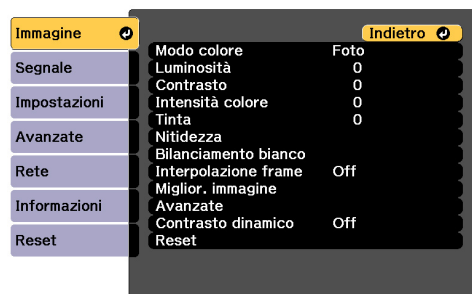 Immagine
Segnale
Impostazioni
Avanzate
Rete
Informazioni
Reset
Indietro
Modo colore Foto
Luminosità 0
Contrasto 0
Intensità colore 0
Tinta 0
Nitidezza
Bilanciamento bianco
Interpolazione frame Off
Miglior. immagine
Avanzate
Contrasto dinamico Off
Reset